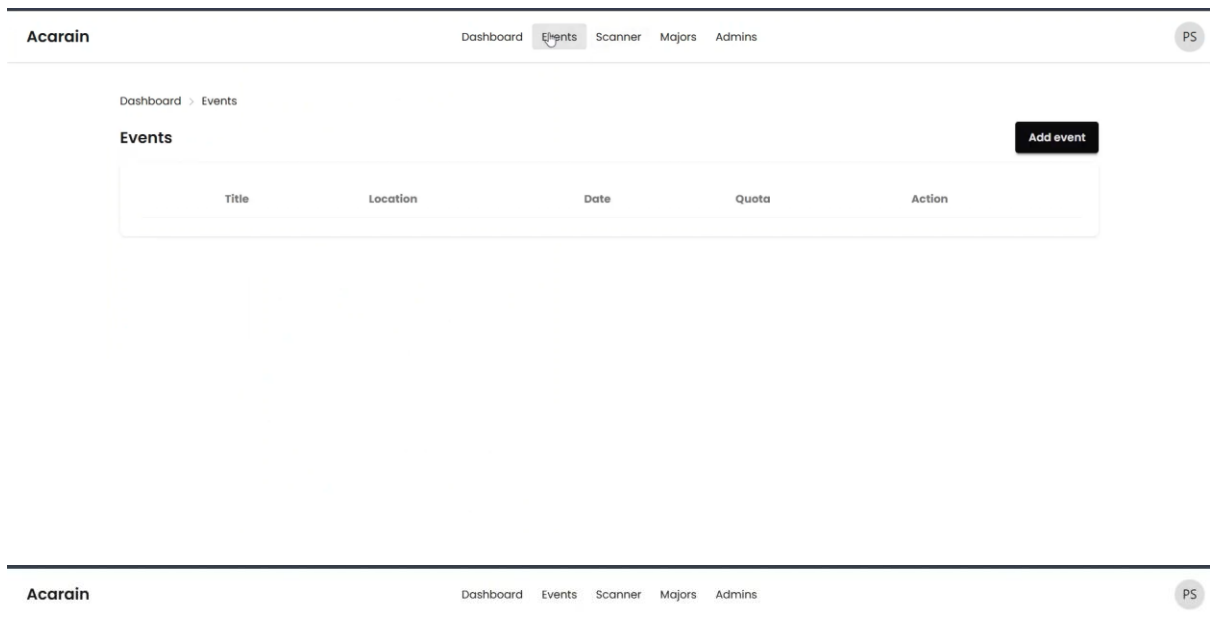 Acarain Dashboard Events Scanner Majors Admins PS
Dashboard > Events
Events Add event
Title Location Date Quota Action
Acarain Dashboard Events Scanner Majors Admins PS